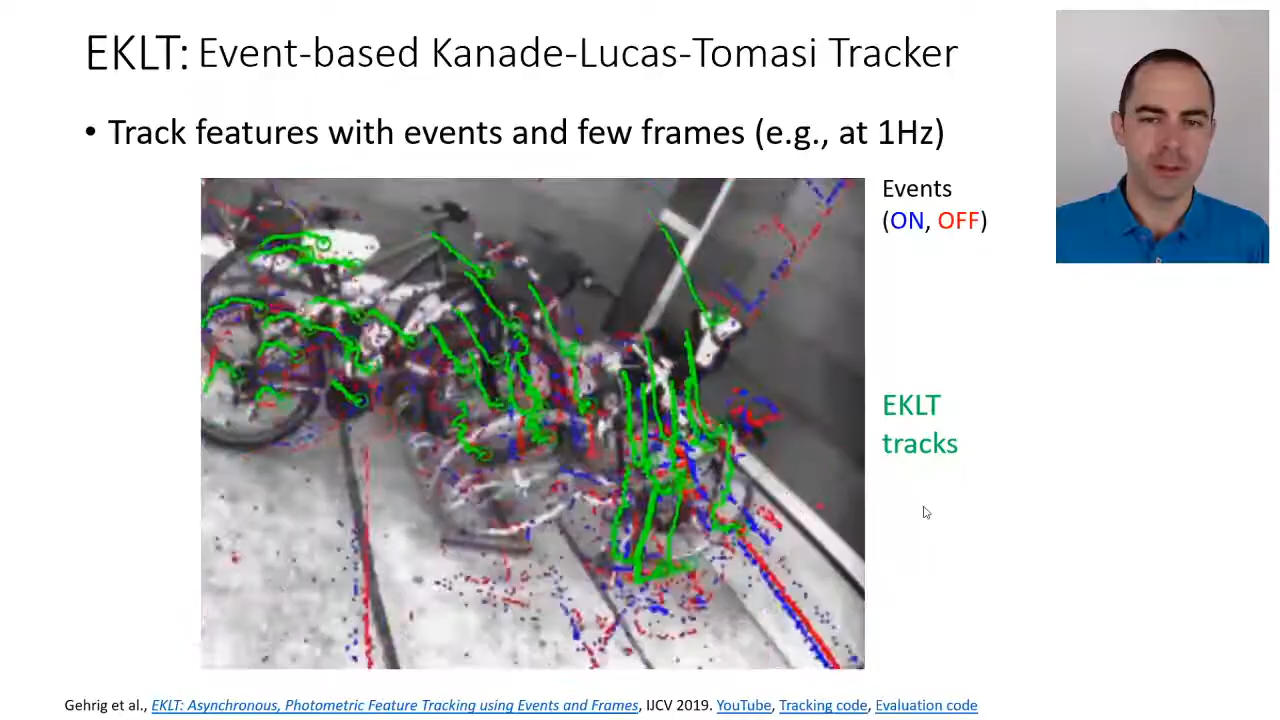 EKLT: Event-based Kanade-Lucas-Tomasi Tracker
• Track features with events and few frames (e.g., at 1Hz)
Events
(ON, OFF)
EKLT
tracks
Gehrig et al., EKLT: Asynchronous, Photometric Feature Tracking using Events and Frames, IJCV 2019. YouTube, Tracking code, Evaluation code